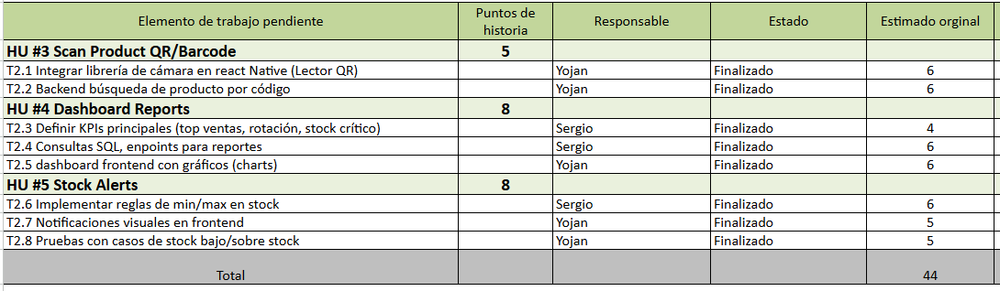 Elemento de trabajo pendiente Puntos de historia Responsable Estado Estimado orginal
HU #3 Scan Product QR/Barcode 5
T2.1 Integrar librería de cámara en react Native (Lector QR) Yojan Finalizado 6
T2.2 Backend búsqueda de producto por código Yojan Finalizado 6
HU #4 Dashboard Reports 8
T2.3 Definir KPIs principales (top ventas, rotación, stock crítico) Sergio Finalizado 4
T2.4 Consultas SQL, enpoints para reportes Sergio Finalizado 6
T2.5 dashboard frontend con gráficos (charts) Yojan Finalizado 6
HU #5 Stock Alerts 8
T2.6 Implementar reglas de min/max en stock Sergio Finalizado 6
T2.7 Notificaciones visuales en frontend Yojan Finalizado 5
T2.8 Pruebas con casos de stock bajo/sobre stock Yojan Finalizado 5
Total 44